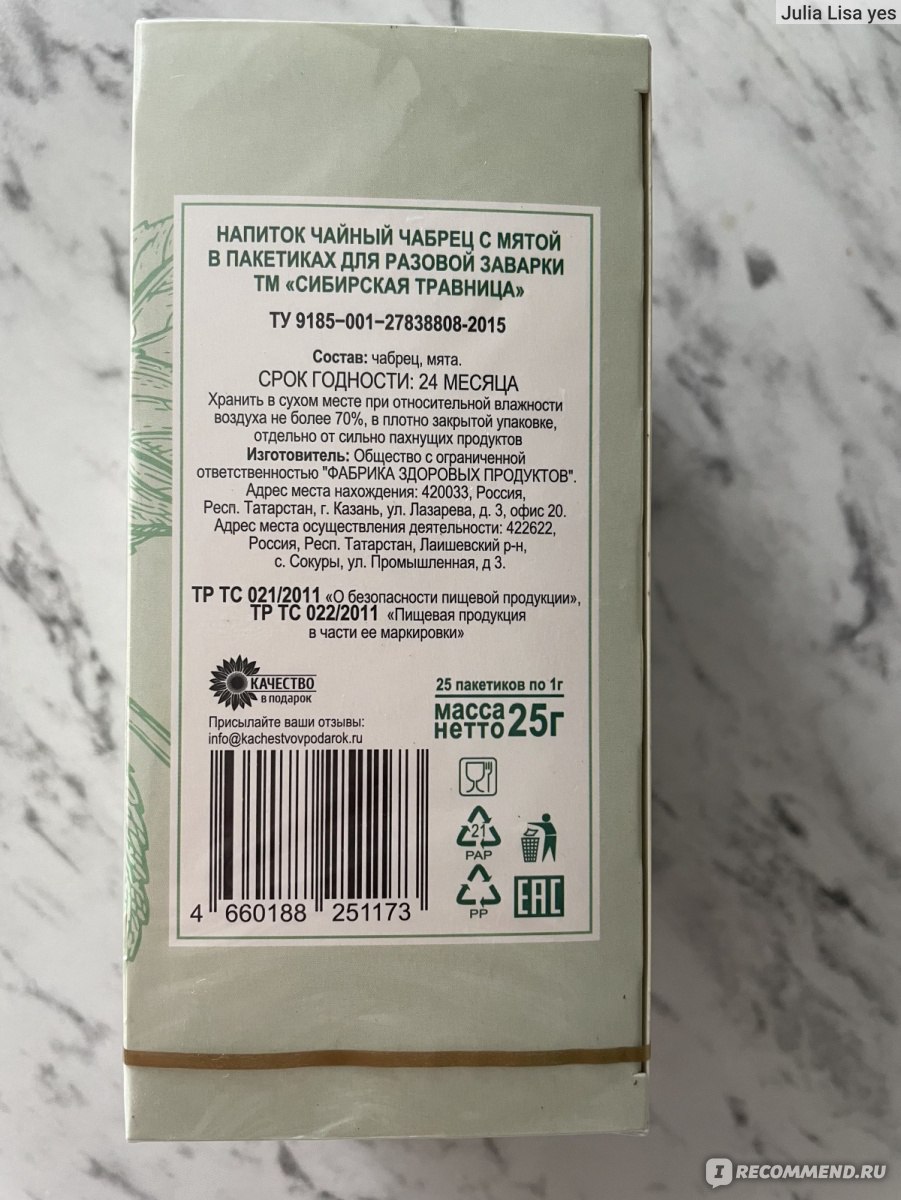 Julia Lisa yes
НАПИТОК ЧАЙНЫЙ ЧАБРЕЦ С МЯТОЙ
В ПАКЕТИКАХ ДЛЯ РАЗОВОЙ ЗАВАРКИ
ТМ «СИБИРСКАЯ ТРАВНИЦА»
ТУ 9185-001-27838808-2015
Состав: чабрец, мята.
СРОК ГОДНОСТИ: 24 МЕСЯЦА
Хранить в сухом месте при относительной влажности
воздуха не более 70%, в плотно закрытой упаковке,
отдельно от сильно пахнущих продуктов
Изготовитель: Общество с ограниченной
ответственностью "ФАБРИКА ЗДОРОВЫХ ПРОДУКТОВ".
Адрес места нахождения: 420033, Россия,
Респ. Татарстан, г. Казань, ул. Лазарева, д. 3, офис 20.
Адрес места осуществления деятельности: 422622,
Россия, Респ. Татарстан, Лаишевский р-н,
с. Сокуры, ул. Промышленная, д 3.
ТР ТС 021/2011 «О безопасности пищевой продукции»,
ТР ТС 022/2011 «Пищевая продукция
в части ее маркировки»
КАЧЕСТВО
в подарок
Присылайте ваши отзывы:
info@kachestvovpodarok.ru
25 пакетиков по 1г
масса
нетто 25г
21
PAP
PP
EAC
4 660188 251173
IRECOMMEND.RU